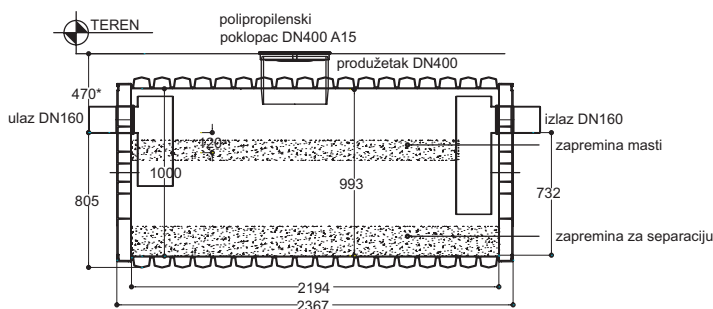 TEREN
polipropilenski
poklopac DN400 A15
produžetak DN400
470*
ulaz DN160
izlaz DN160
120
zapremina masti
1000
993
732
805
zapremina za separaciju
2194
2367